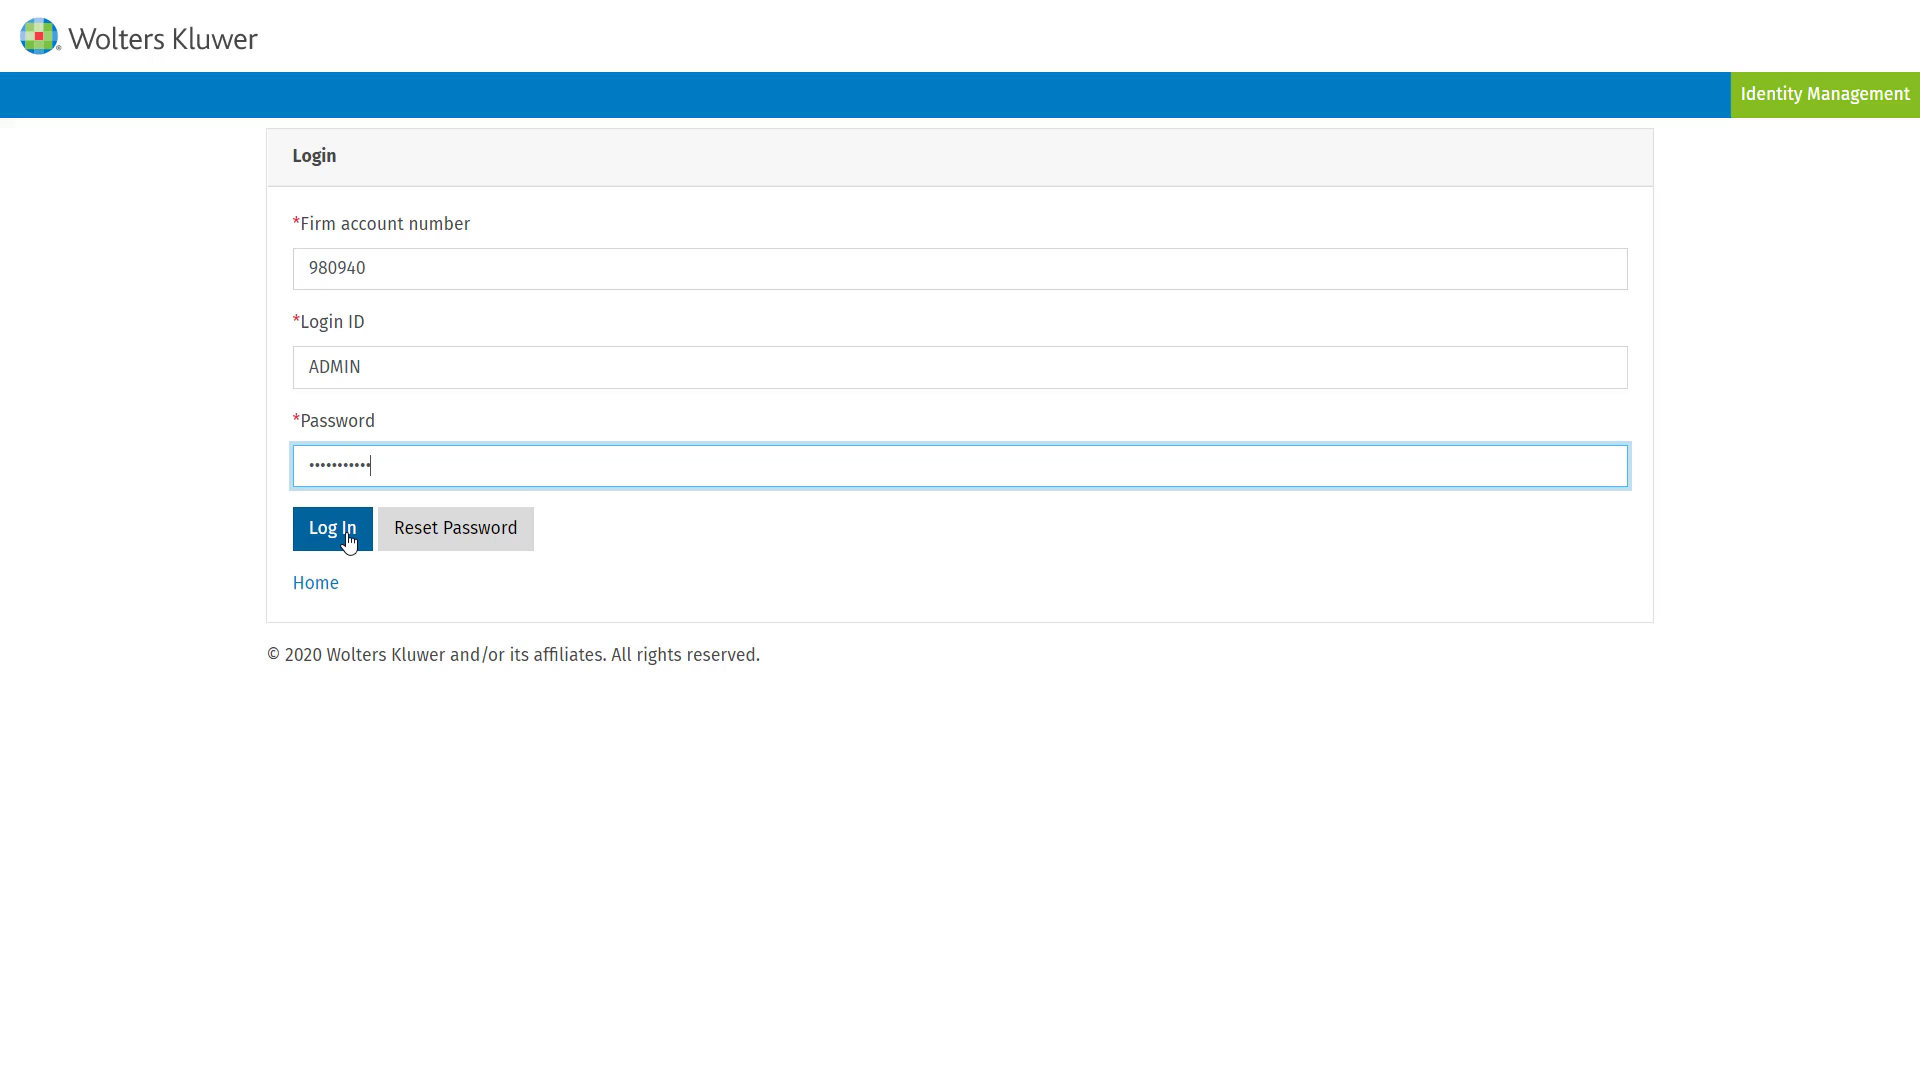 Wolters Kluwer
Identity Management
Login
*Firm account number
980940
*Login ID
ADMIN
*Password
•••••••••••
Log In
Reset Password
Home
© 2020 Wolters Kluwer and/or its affiliates. All rights reserved.